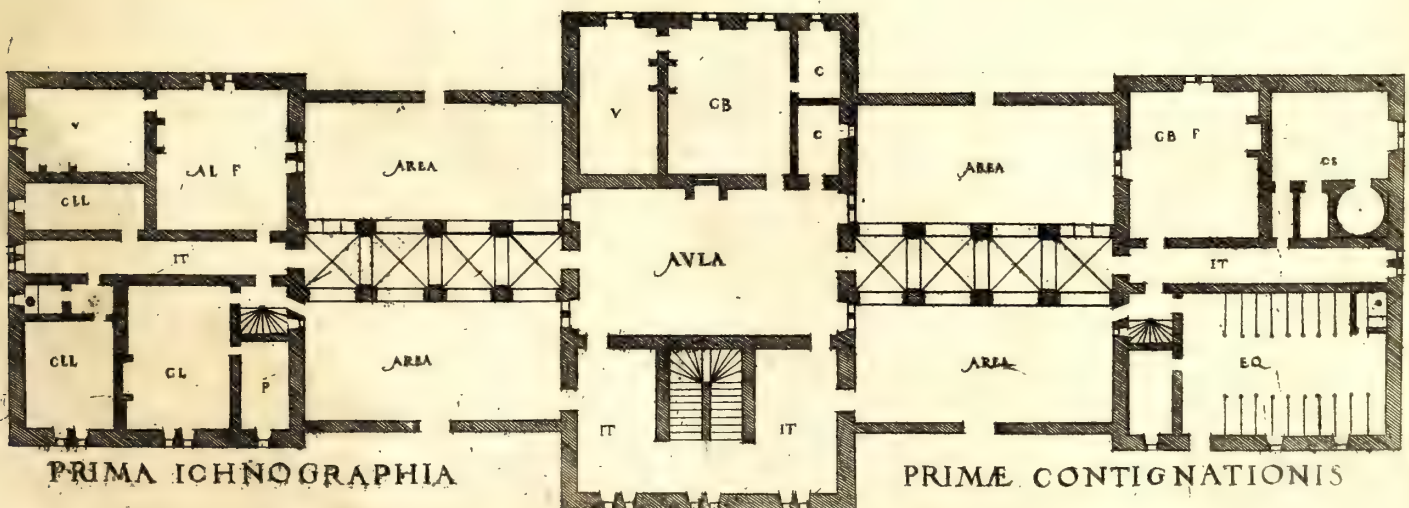 V
CB
C
C
V
AL F
AREA
AREA
CB F
CLL
IT
AVLA
IT
CLL
CL
P
AREA
AREA
EQ
IT
IT
PRIMA ICHNOGRAPHIA
PRIMÆ CONTIGNATIONIS